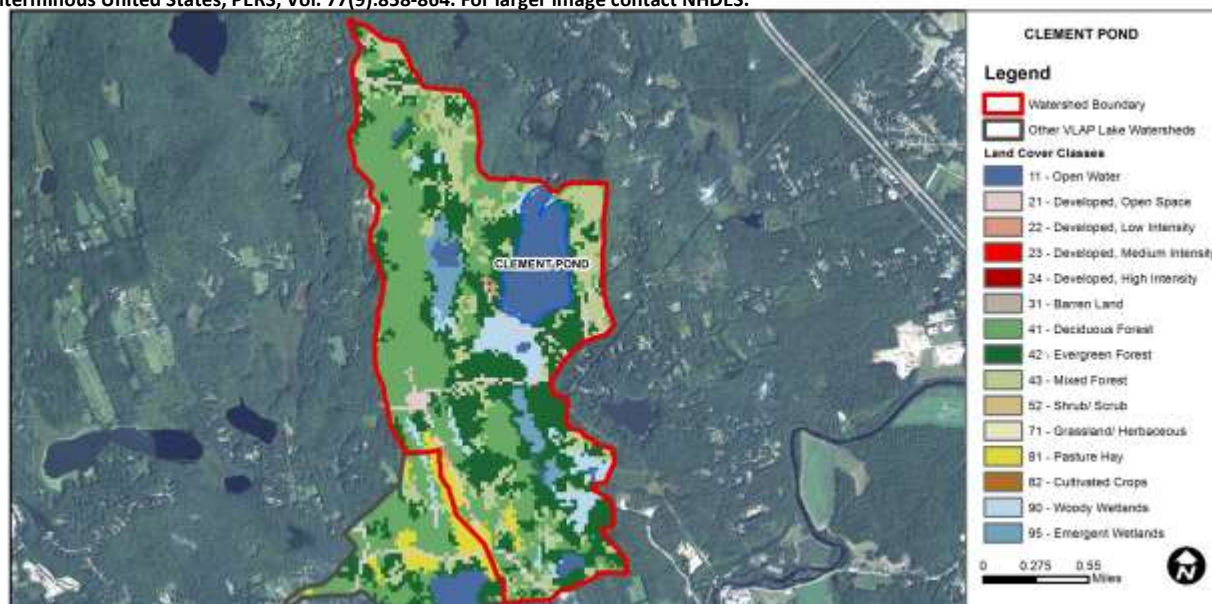 nterminous United States, PERS, Vol. 77(9):858-864. For larger image contact NHDES.
CLEMENT POND
CLEMENT POND
Legend
Watershed Boundary
Other VLAP Lake Watersheds
Land Cover Classes
11 - Open Water
21 - Developed, Open Space
22 - Developed, Low Intensity
23 - Developed, Medium Intensity
24 - Developed, High Intensity
31 - Barren Land
41 - Deciduous Forest
42 - Evergreen Forest
43 - Mixed Forest
52 - Shrub/ Scrub
71 - Grassland/ Herbaceous
81 - Pasture Hay
82 - Cultivated Crops
90 - Woody Wetlands
95 - Emergent Wetlands
0 0.275 0.55
Miles
N